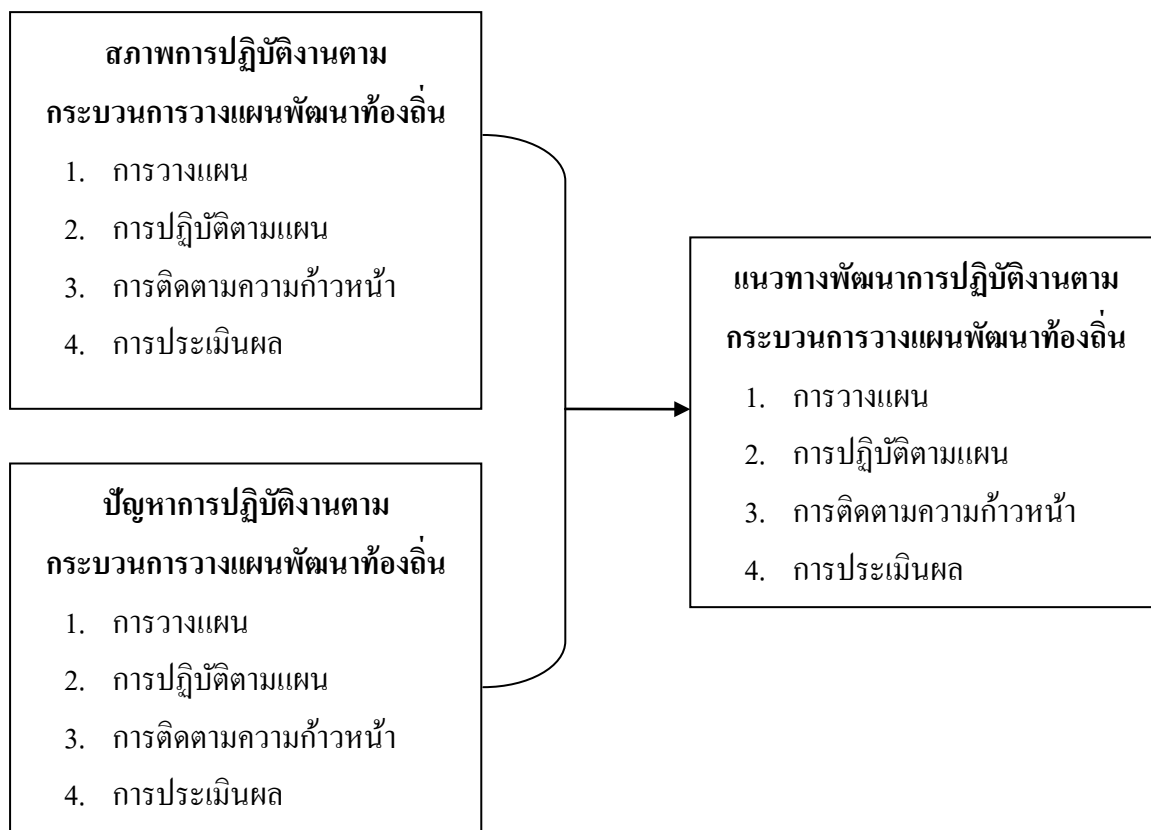 สภาพการปฏิบัติงานตาม
กระบวนการวางแผนพัฒนาท้องถิ่น
1. การวางแผน
2. การปฏิบัติตามแผน
3. การติดตามความก้าวหน้า
4. การประเมินผล
ปัญหาการปฏิบัติงานตาม
กระบวนการวางแผนพัฒนาท้องถิ่น
1. การวางแผน
2. การปฏิบัติตามแผน
3. การติดตามความก้าวหน้า
4. การประเมินผล
แนวทางพัฒนาการปฏิบัติงานตาม
กระบวนการวางแผนพัฒนาท้องถิ่น
1. การวางแผน
2. การปฏิบัติตามแผน
3. การติดตามความก้าวหน้า
4. การประเมินผล